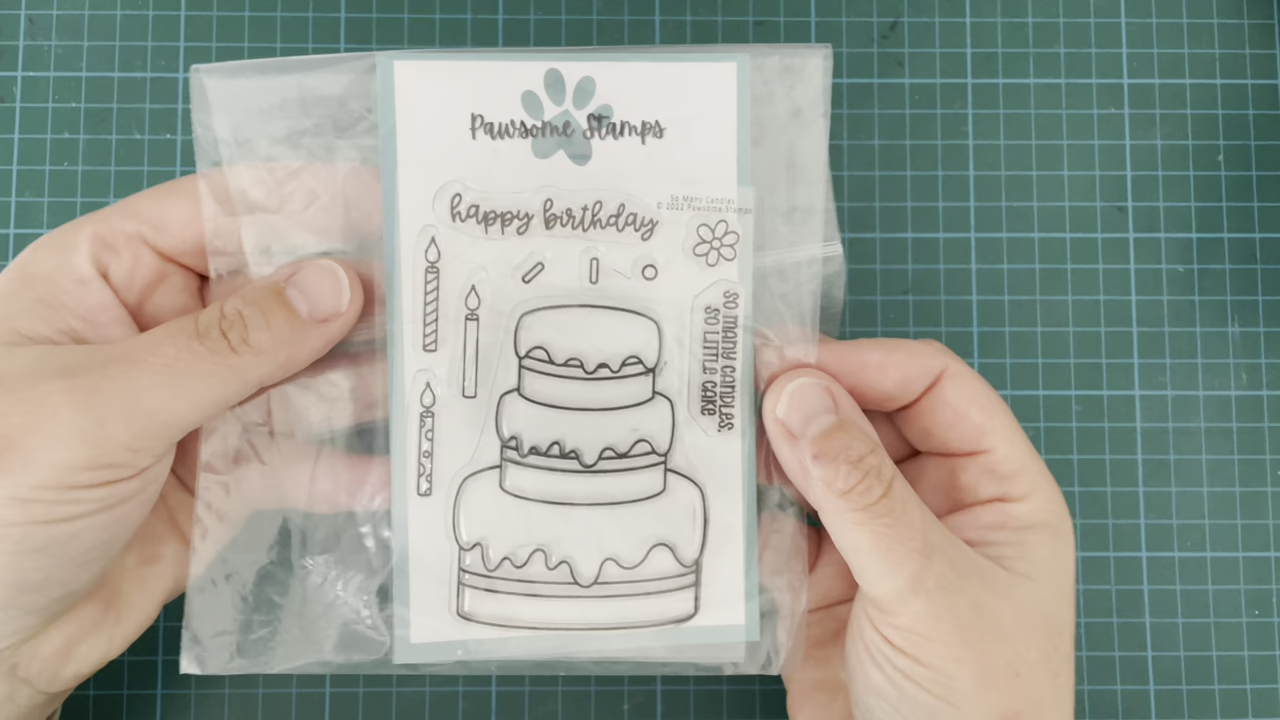 Pawsome Stamps
happy birthday
So Many Candles
© 2022 Pawsome Stamps
SO MANY CANDLES,
SO LITTLE CAKE